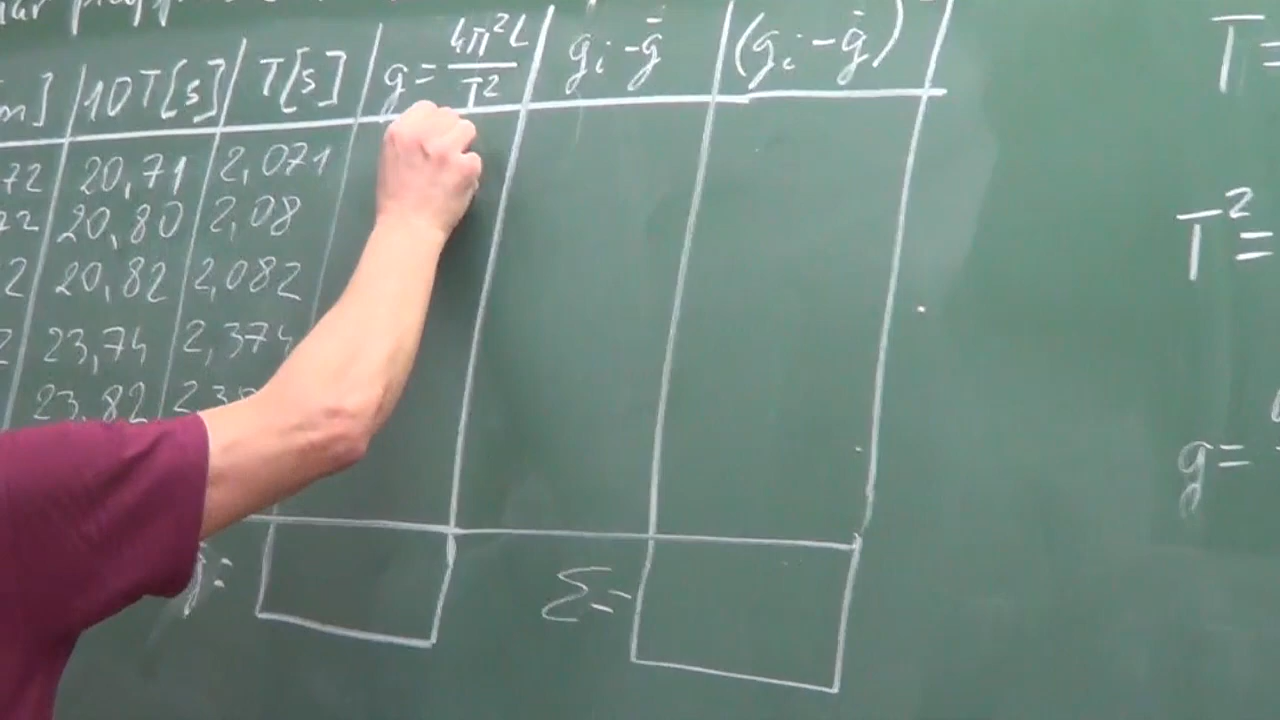 m] 10T[s] T[s] g = 4π²L/T² gᵢ - ḡ (gᵢ - ḡ)
72 20,71 2,071
72 20,80 2,08
2 20,82 2,082
2 23,74 2,374
23,82
=
Σ=
T=
T²=
g=